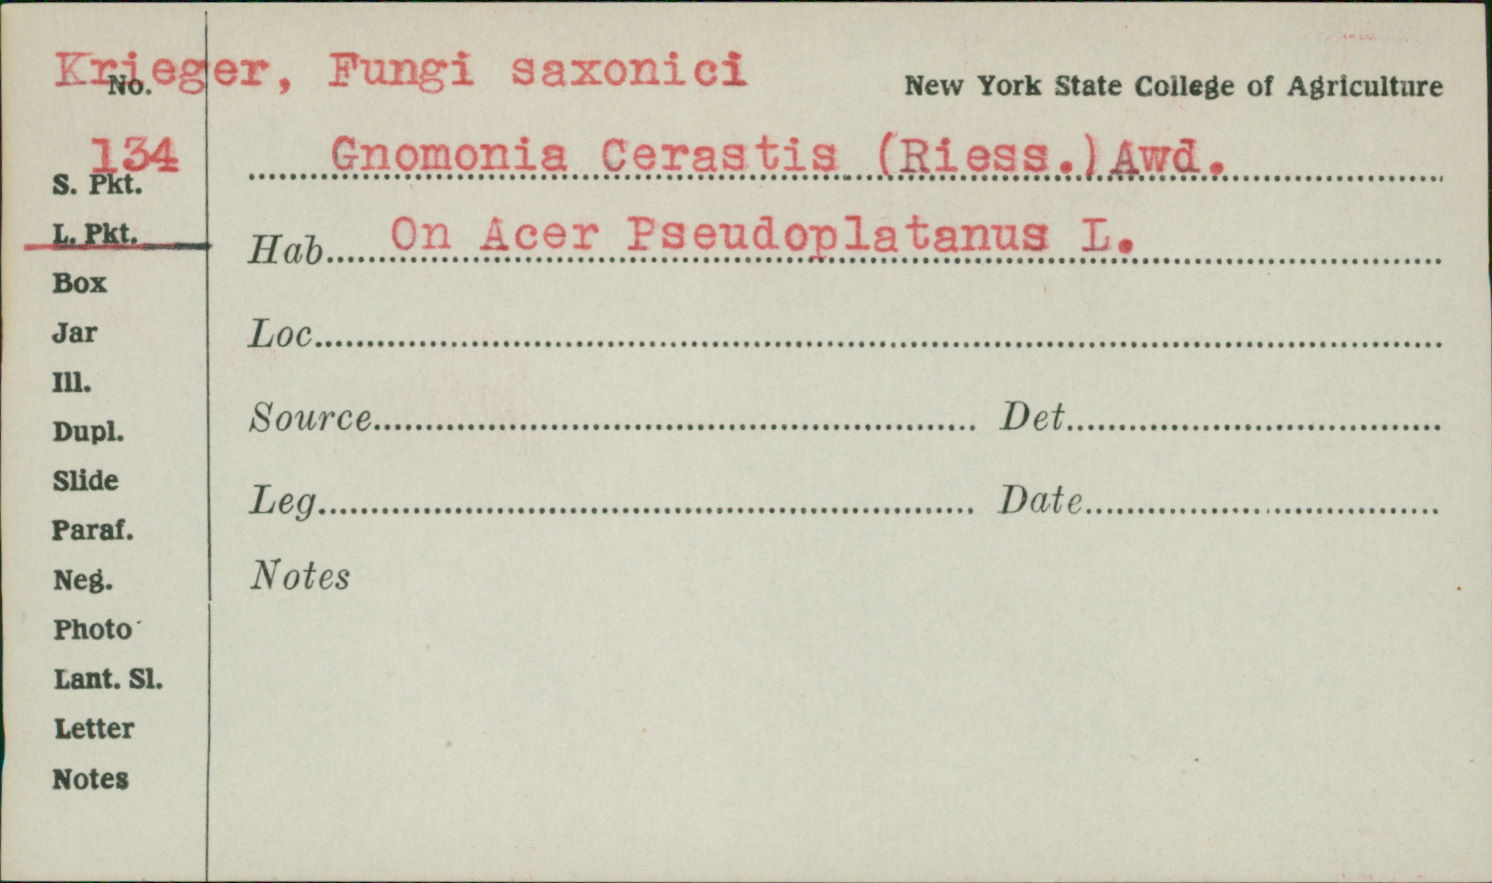 Krieger, Fungi saxonici
No.
New York State College of Agriculture
134
Gnomonia Cerastis (Riess.)Awd.
S. Pkt.
L. Pkt.
Hab. On Acer Pseudoplatanus L.
Box
Jar
Loc.
Ill.
Dupl.
Source Det.
Slide
Leg. Date
Paraf.
Neg.
Notes
Photo
Lant. Sl.
Letter
Notes